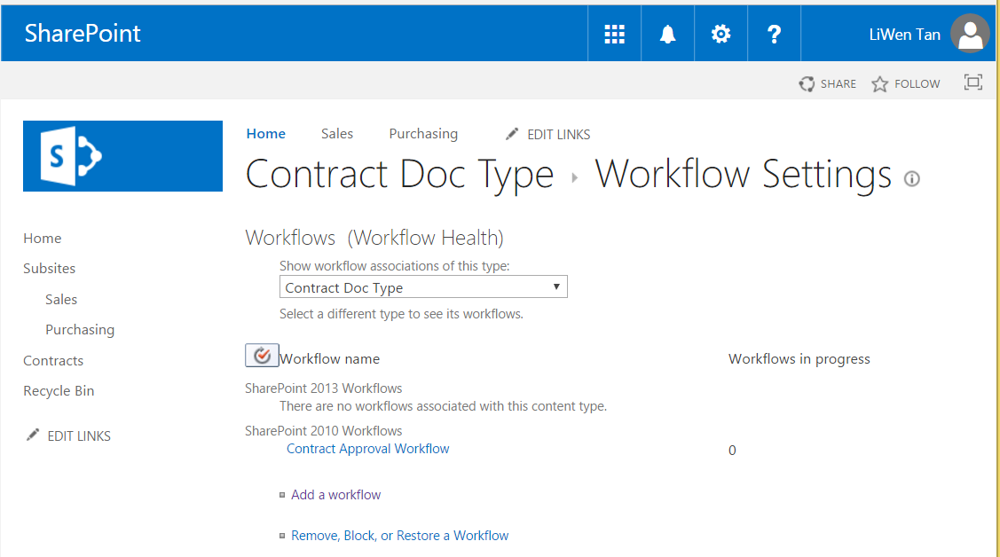 SharePoint
?
LiWen Tan
SHARE
FOLLOW
S
Home
Sales
Purchasing
EDIT LINKS
Contract Doc Type
Workflow Settings
Workflows (Workflow Health)
Show workflow associations of this type:
Contract Doc Type
Select a different type to see its workflows.
Workflow name
Workflows in progress
SharePoint 2013 Workflows
There are no workflows associated with this content type.
SharePoint 2010 Workflows
Contract Approval Workflow
0
Add a workflow
Remove, Block, or Restore a Workflow
Home
Subsites
Sales
Purchasing
Contracts
Recycle Bin
EDIT LINKS